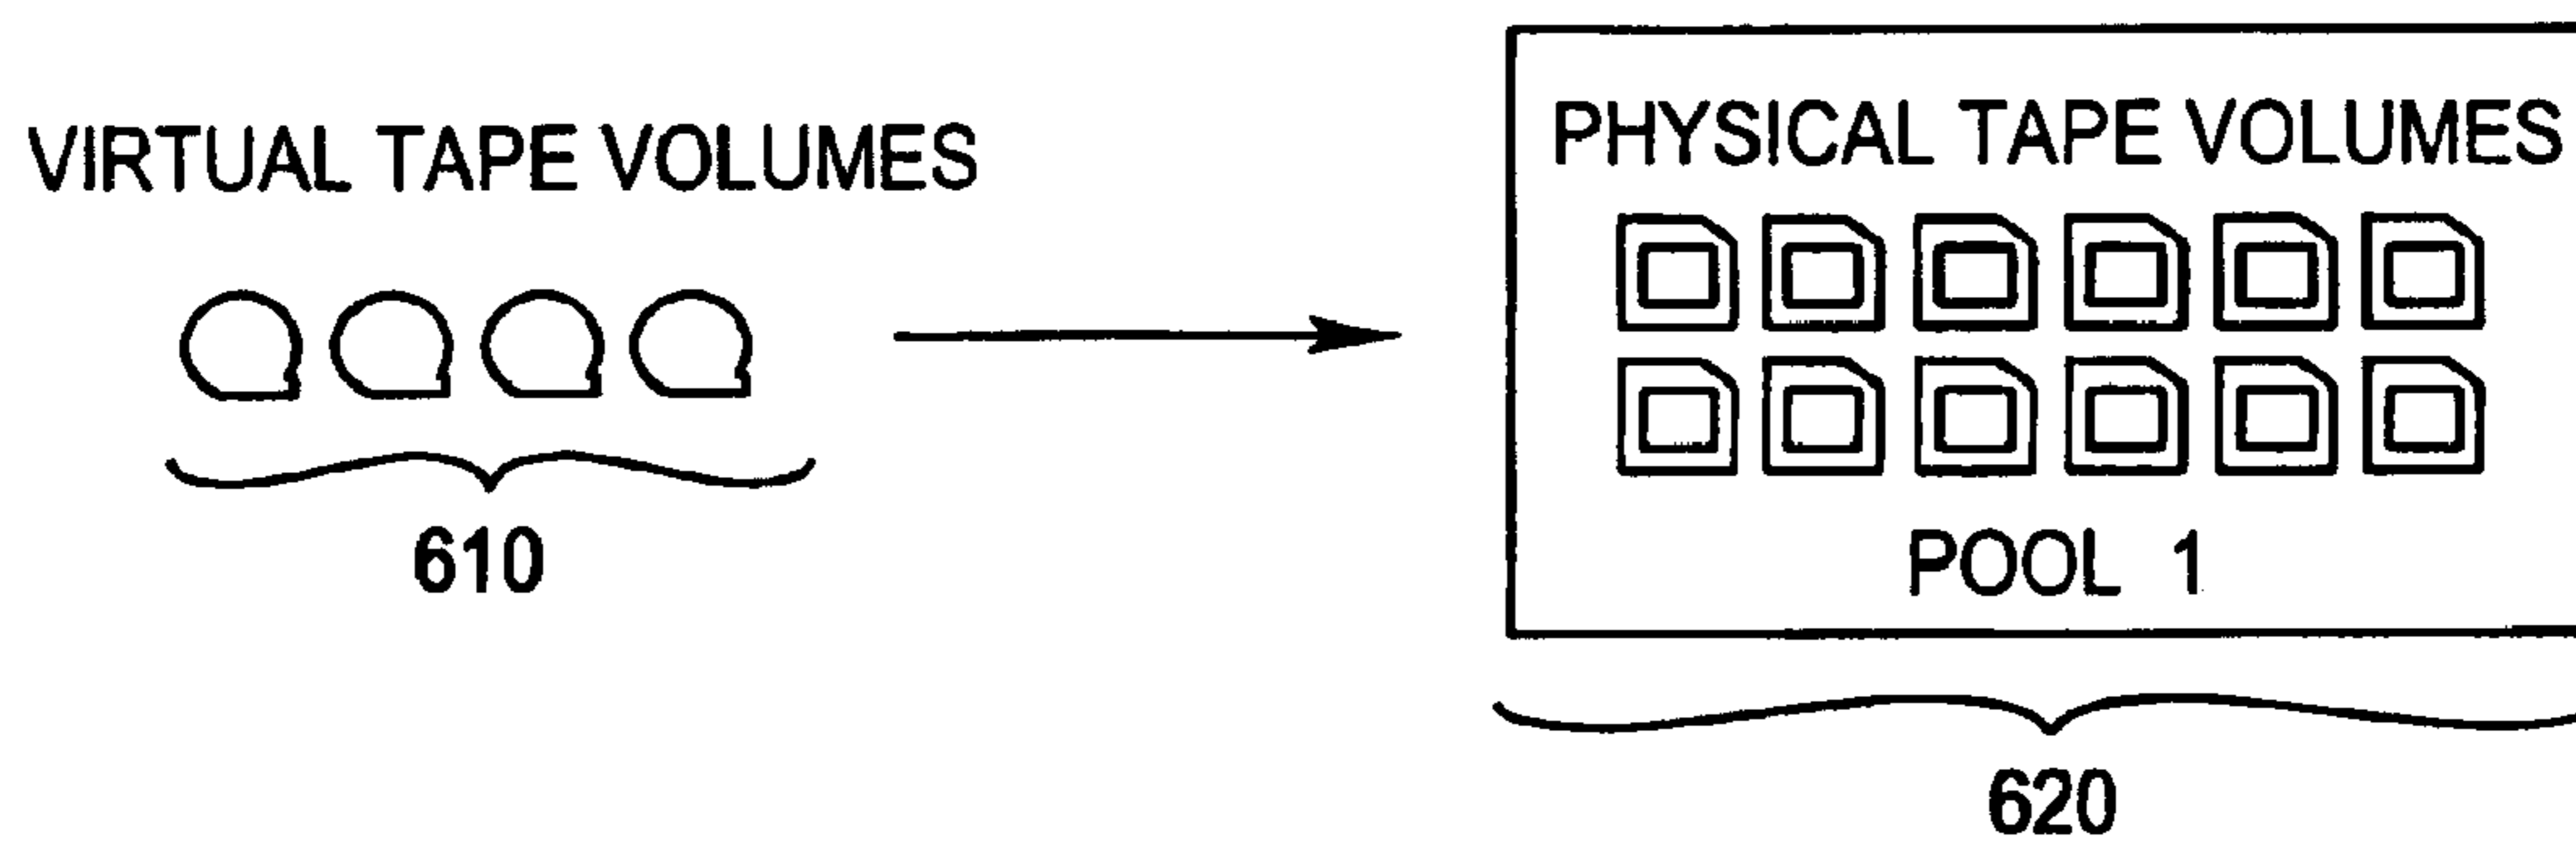 VIRTUAL TAPE VOLUMES
610
PHYSICAL TAPE VOLUMES
POOL 1
620